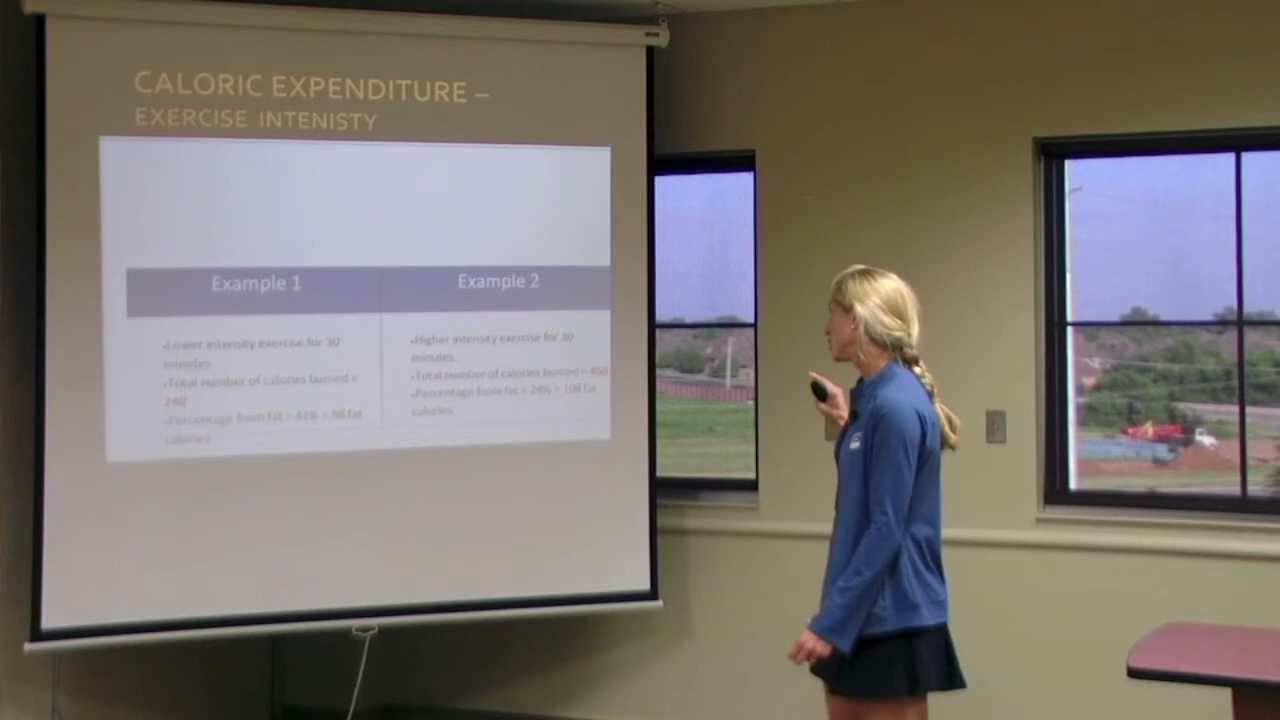 CALORIC EXPENDITURE –
EXERCISE INTENISTY
Example 1
•Lower intensity exercise for 30
minutes.
•Total number of calories burned =
240
•Percentage from fat = 41% = 98 fat
calories
Example 2
•Higher intensity exercise for 30
minutes.
•Total number of calories burned = 450
•Percentage from fat = 24% = 108 fat
calories